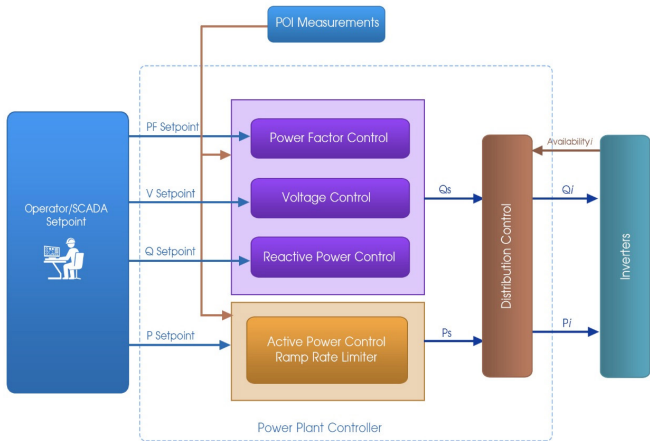 POI Measurements
PF Setpoint
Power Factor Control
Operator/SCADA
Setpoint
V Setpoint
Voltage Control
Q Setpoint
Reactive Power Control
P Setpoint
Active Power Control
Ramp Rate Limiter
Qs
Ps
Distribution Control
Availabilityi
Qi
Pi
Inverters
Power Plant Controller